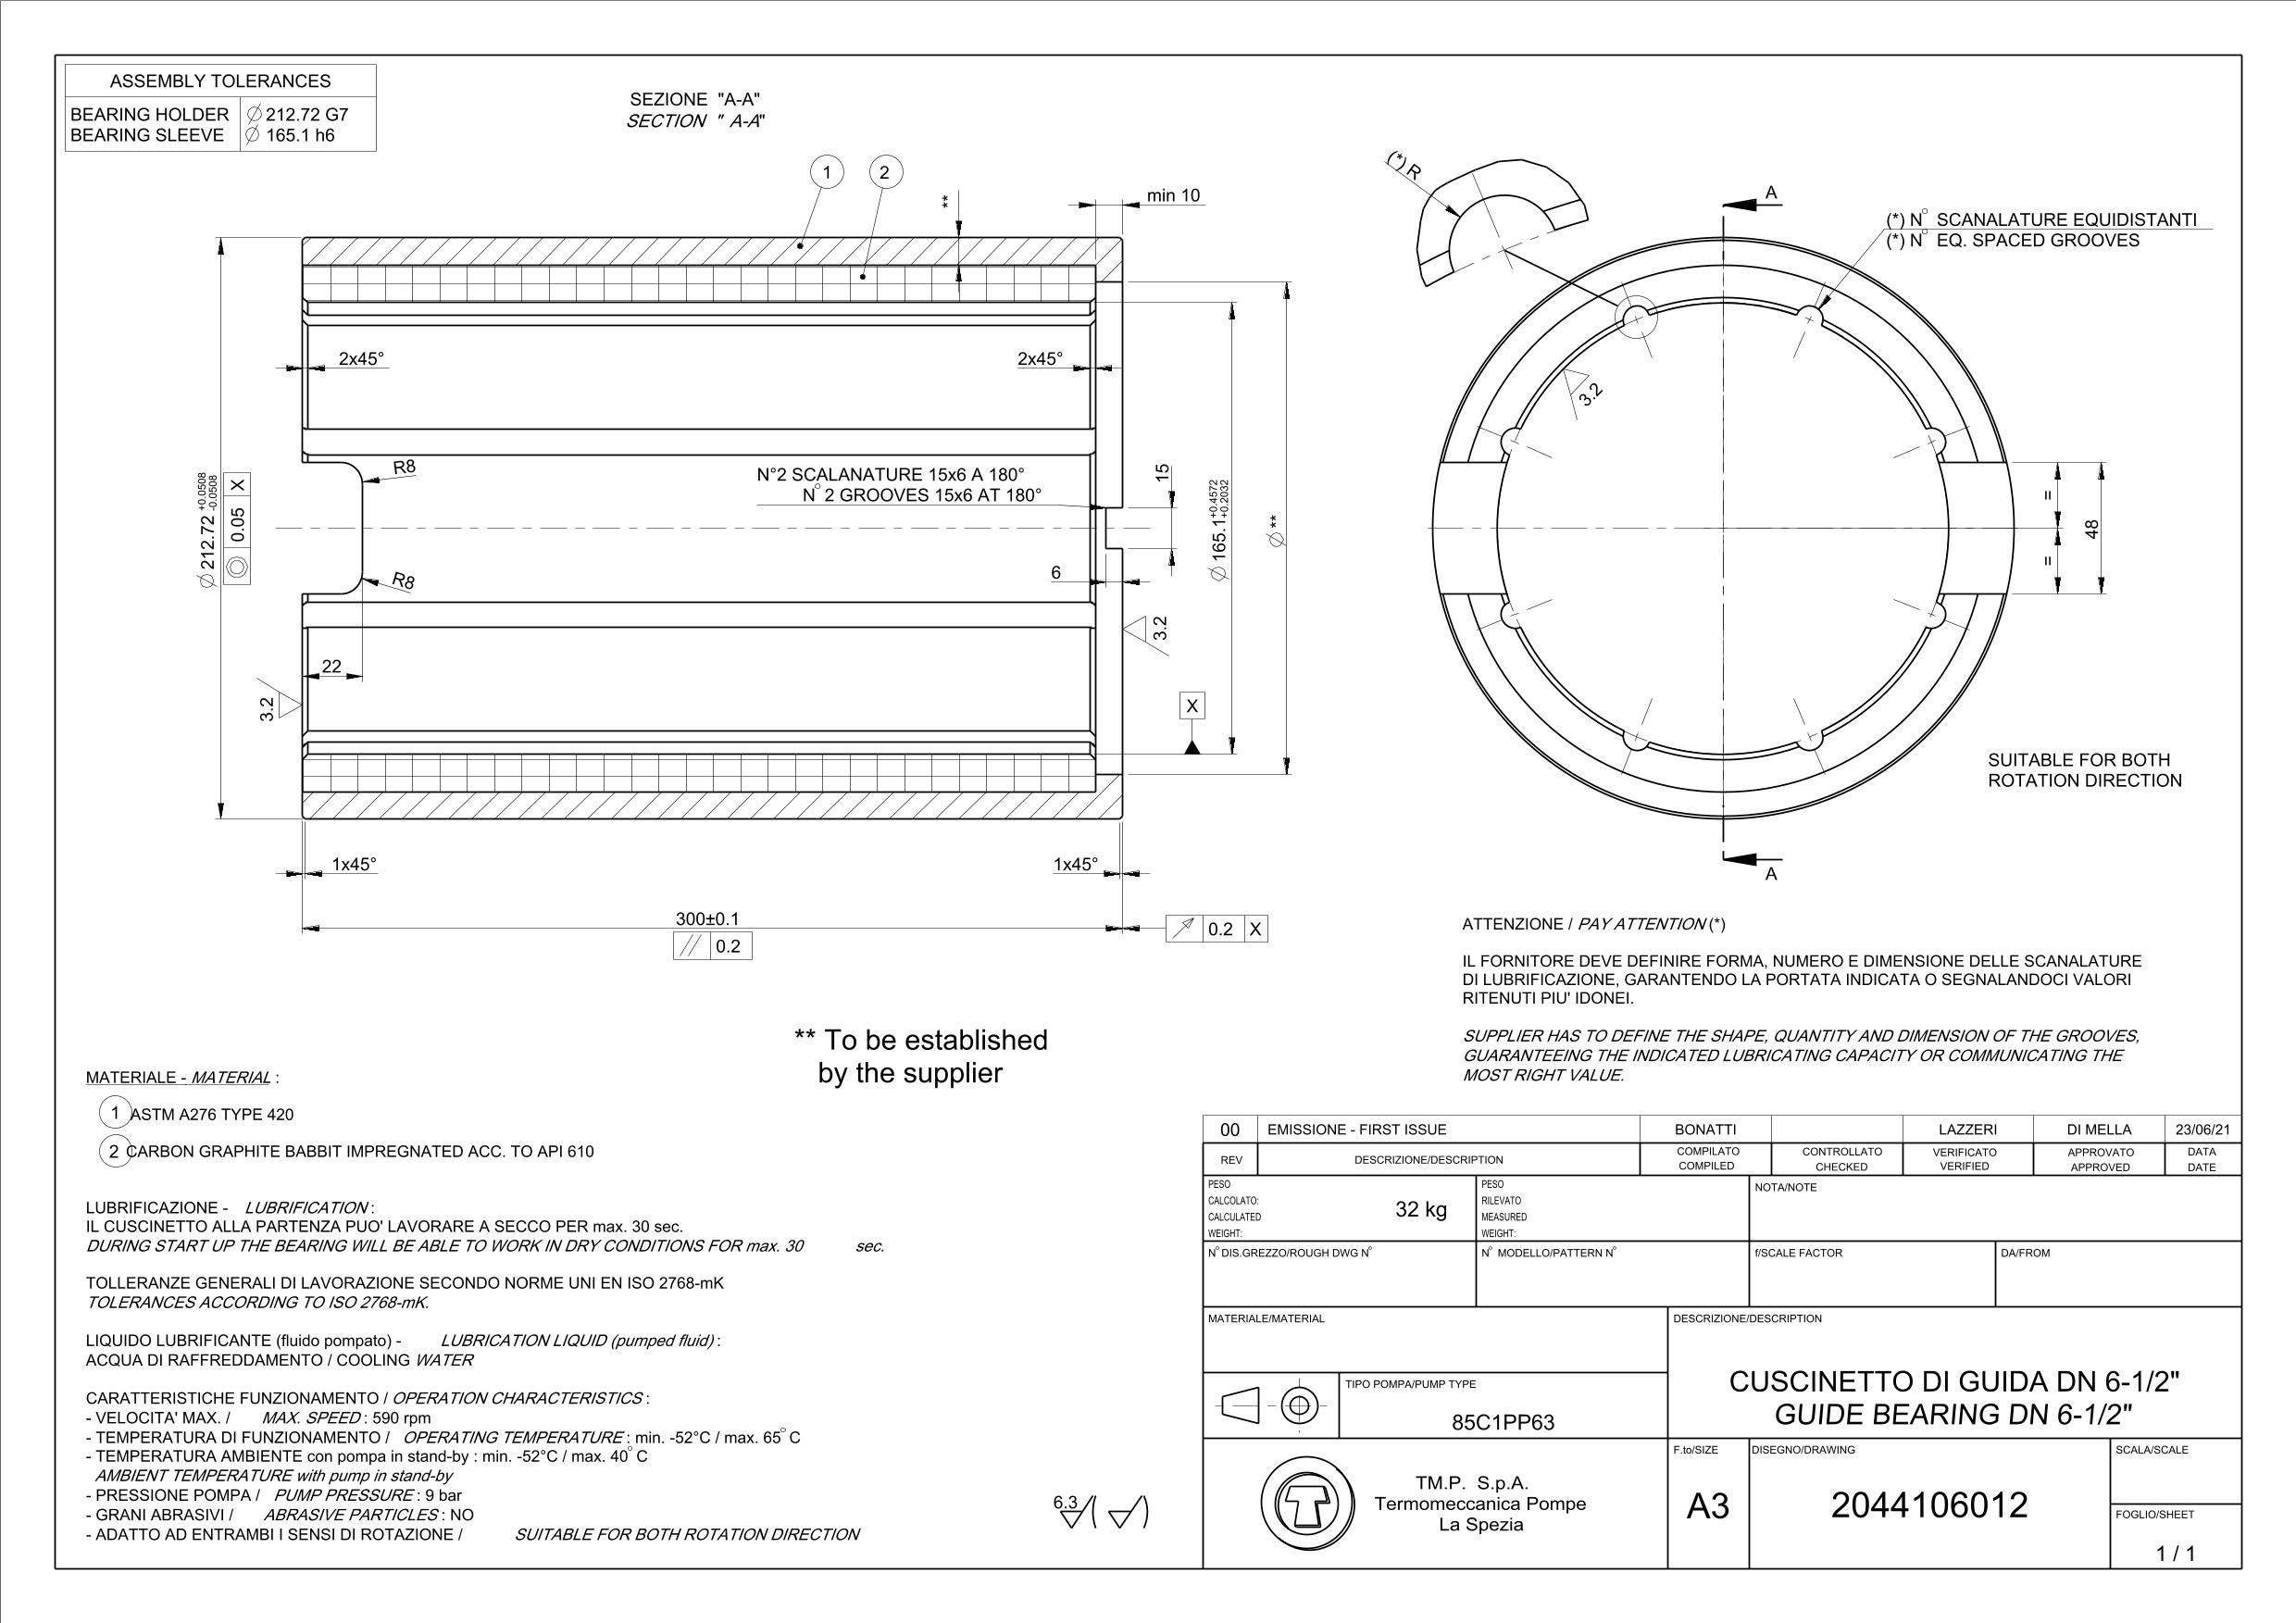 ASSEMBLY TOLERANCES
BEARING HOLDER ∅ 212.72 G7
BEARING SLEEVE ∅ 165.1 h6
SEZIONE "A-A"
SECTION " A-A"
1
2
**
min 10
2x45°
2x45°
R8
R8
N°2 SCALANATURE 15x6 A 180°
N° 2 GROOVES 15x6 AT 180°
15
6
∅ 212.72 +0.0508 -0.0508
◎ 0.05 X
∅ 165.1 +0.4572 +0.2032
∅ **
22
3.2
3.2
X
1x45°
1x45°
300±0.1
// 0.2
↗ 0.2 X
(*) R
A
(*) N° SCANALATURE EQUIDISTANTI
(*) N° EQ. SPACED GROOVES
3.2
=
=
48
A
SUITABLE FOR BOTH
ROTATION DIRECTION
ATTENZIONE / PAY ATTENTION (*)
IL FORNITORE DEVE DEFINIRE FORMA, NUMERO E DIMENSIONE DELLE SCANALATURE
DI LUBRIFICAZIONE, GARANTENDO LA PORTATA INDICATA O SEGNALANDOCI VALORI
RITENUTI PIU' IDONEI.
SUPPLIER HAS TO DEFINE THE SHAPE, QUANTITY AND DIMENSION OF THE GROOVES,
GUARANTEEING THE INDICATED LUBRICATING CAPACITY OR COMMUNICATING THE
MOST RIGHT VALUE.
** To be established
by the supplier
MATERIALE - MATERIAL :
1 ASTM A276 TYPE 420
2 CARBON GRAPHITE BABBIT IMPREGNATED ACC. TO API 610
LUBRIFICAZIONE - LUBRIFICATION :
IL CUSCINETTO ALLA PARTENZA PUO' LAVORARE A SECCO PER max. 30 sec.
DURING START UP THE BEARING WILL BE ABLE TO WORK IN DRY CONDITIONS FOR max. 30 sec.
TOLLERANZE GENERALI DI LAVORAZIONE SECONDO NORME UNI EN ISO 2768-mK
TOLERANCES ACCORDING TO ISO 2768-mK.
LIQUIDO LUBRIFICANTE (fluido pompato) - LUBRICATION LIQUID (pumped fluid) :
ACQUA DI RAFFREDDAMENTO / COOLING WATER
CARATTERISTICHE FUNZIONAMENTO / OPERATION CHARACTERISTICS :
- VELOCITA' MAX. / MAX. SPEED : 590 rpm
- TEMPERATURA DI FUNZIONAMENTO / OPERATING TEMPERATURE : min. -52°C / max. 65° C
- TEMPERATURA AMBIENTE con pompa in stand-by : min. -52°C / max. 40° C
AMBIENT TEMPERATURE with pump in stand-by
- PRESSIONE POMPA / PUMP PRESSURE : 9 bar
- GRANI ABRASIVI / ABRASIVE PARTICLES : NO
- ADATTO AD ENTRAMBI I SENSI DI ROTAZIONE / SUITABLE FOR BOTH ROTATION DIRECTION
6.3 ( )
00 EMISSIONE - FIRST ISSUE BONATTI LAZZERI DI MELLA 23/06/21
REV DESCRIZIONE/DESCRIPTION
COMPILATO CONTROLLATO VERIFICATO APPROVATO DATA
COMPILED CHECKED VERIFIED APPROVED DATE
PESO
CALCOLATO:
CALCULATED
WEIGHT:
32 kg
PESO
RILEVATO
MEASURED
WEIGHT:
NOTA/NOTE
N° DIS.GREZZO/ROUGH DWG N°
N° MODELLO/PATTERN N°
f/SCALE FACTOR
DA/FROM
MATERIALE/MATERIAL
DESCRIZIONE/DESCRIPTION
CUSCINETTO DI GUIDA DN 6-1/2"
GUIDE BEARING DN 6-1/2"
TIPO POMPA/PUMP TYPE
85C1PP63
TM.P. S.p.A.
Termomeccanica Pompe
La Spezia
F.to/SIZE
A3
DISEGNO/DRAWING
2044106012
SCALA/SCALE
FOGLIO/SHEET
1 / 1